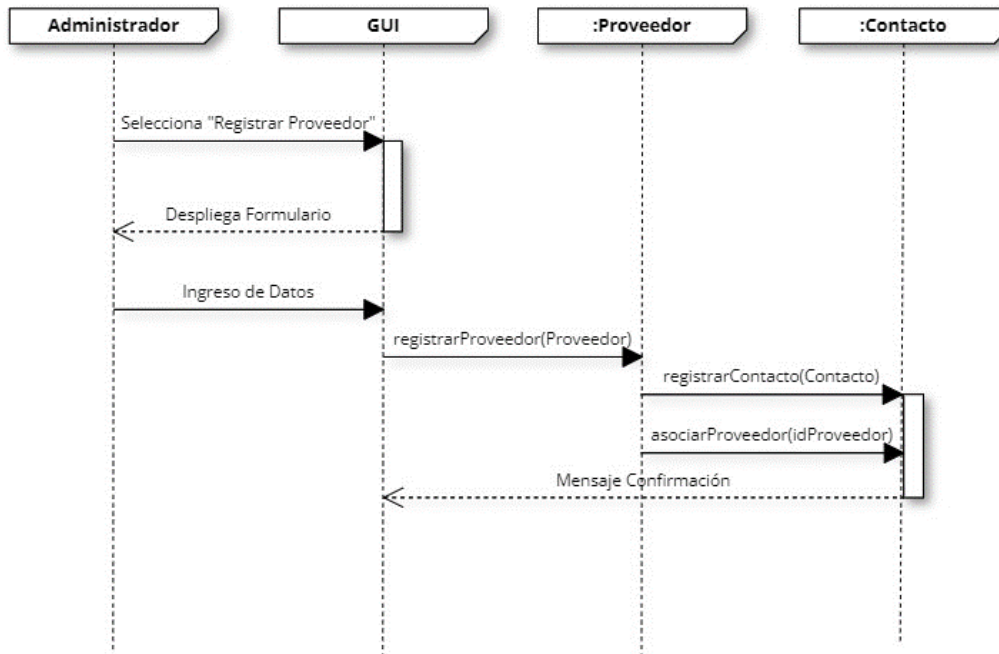 Administrador
GUI
:Proveedor
:Contacto
Selecciona "Registrar Proveedor"
Despliega Formulario
Ingreso de Datos
registrarProveedor(Proveedor)
registrarContacto(Contacto)
asociarProveedor(idProveedor)
Mensaje Confirmación